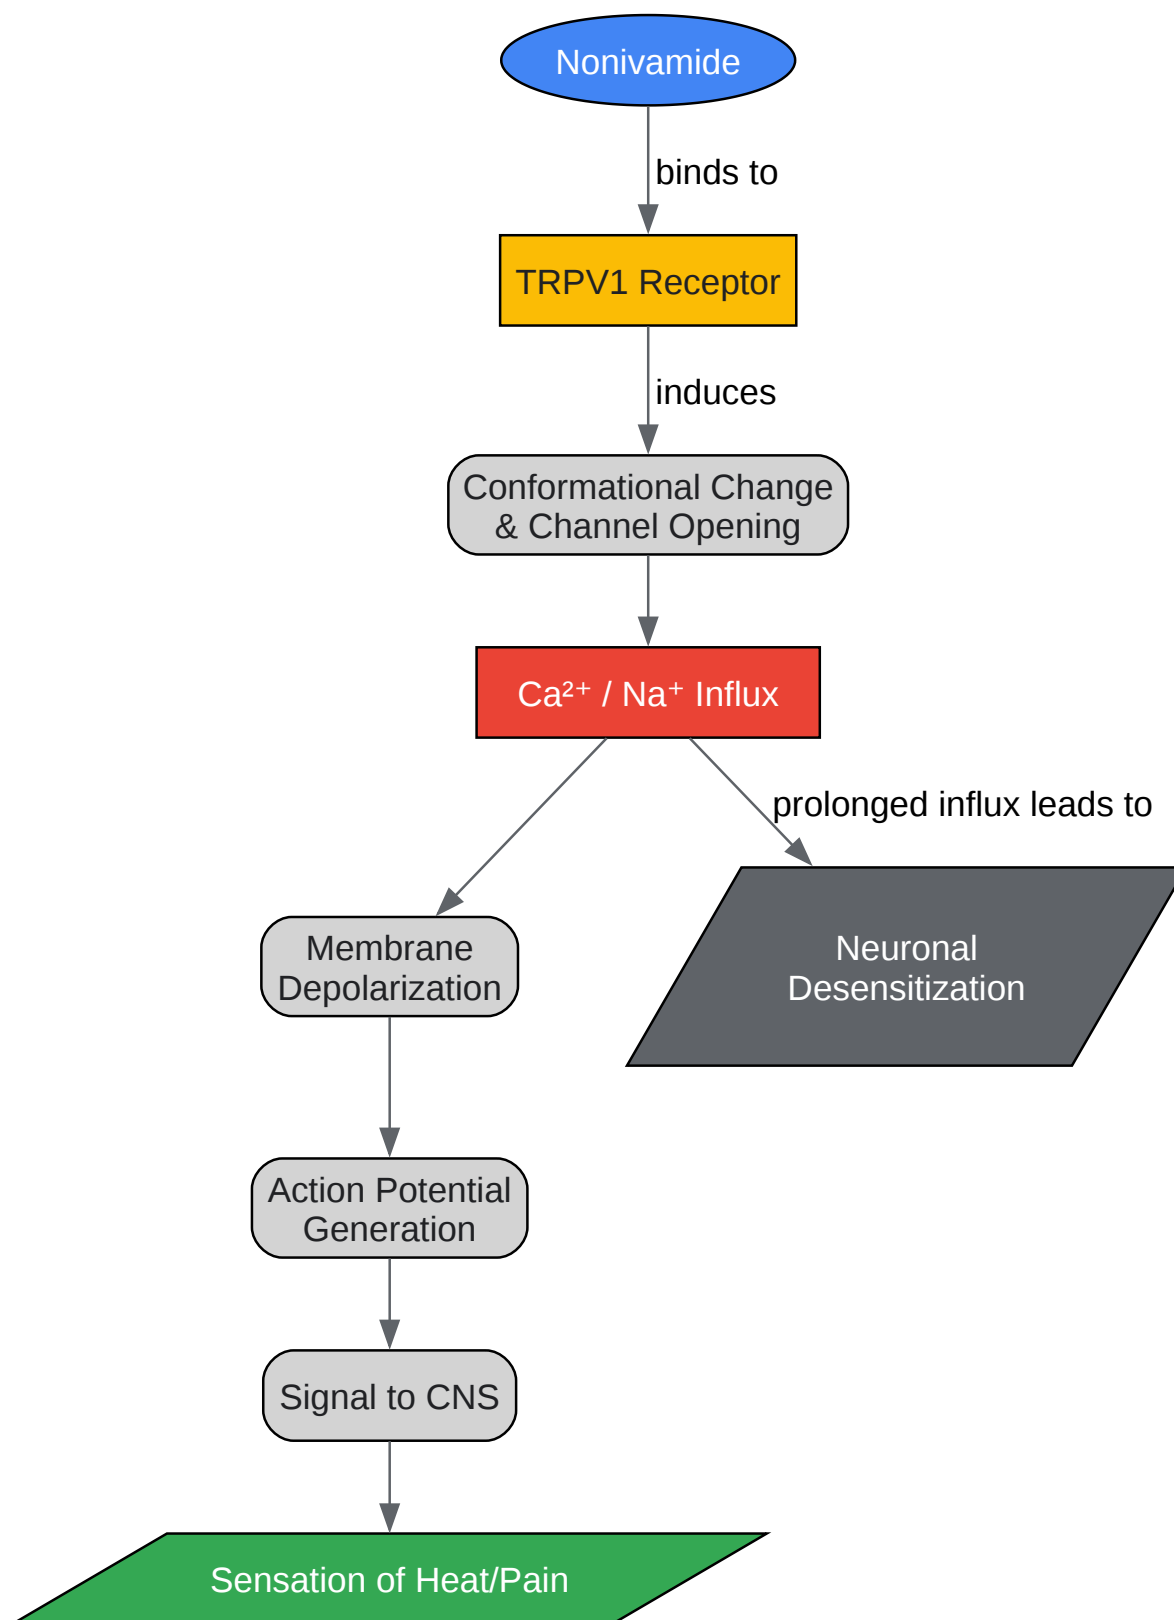 Nonivamide
binds to
TRPV1 Receptor
induces
Conformational Change
& Channel Opening
Ca²⁺ / Na⁺ Influx
prolonged influx leads to
Membrane
Depolarization
Neuronal
Desensitization
Action Potential
Generation
Signal to CNS
Sensation of Heat/Pain